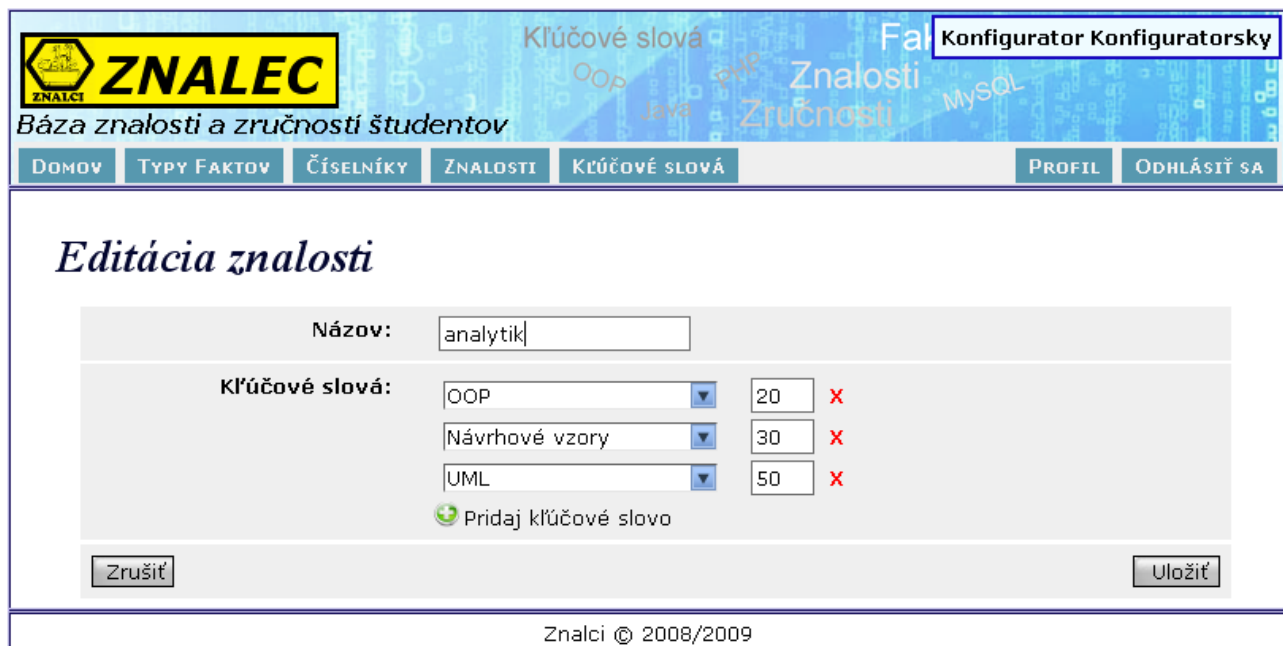 Kľúčové slová
Fak
Konfigurator Konfiguratorsky
ZNALCI
ZNALEC
OOP
PHP
Znalosti
Java
Zručnosti
MySQL
Báza znalosti a zručností študentov
DOMOV TYPY FAKTOV ČÍSELNÍKY ZNALOSTI KĽÚČOVÉ SLOVÁ PROFIL ODHLÁSIŤ SA
Editácia znalosti
Názov: analytik
Kľúčové slová: OOP 20 X
Návrhové vzory 30 X
UML 50 X
Pridaj kľúčové slovo
Zrušiť Uložiť
Znalci © 2008/2009